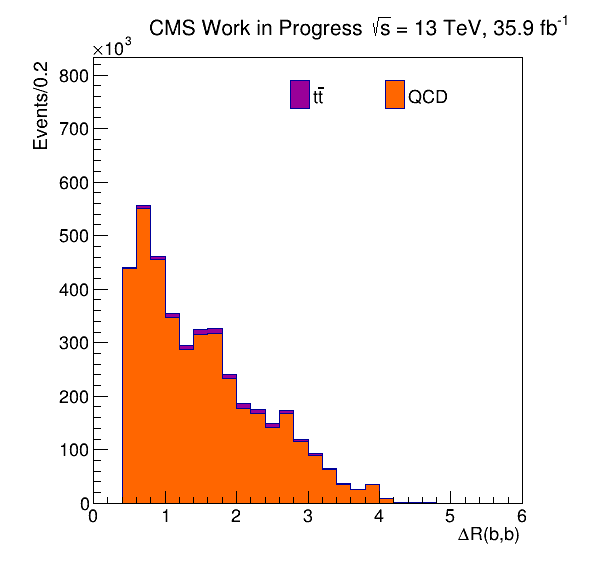 CMS Work in Progress √s = 13 TeV, 35.9 fb⁻¹
×10³
Events/0.2
tt̄
QCD
800
700
600
500
400
300
200
100
0
0 1 2 3 4 5 6
ΔR(b,b)